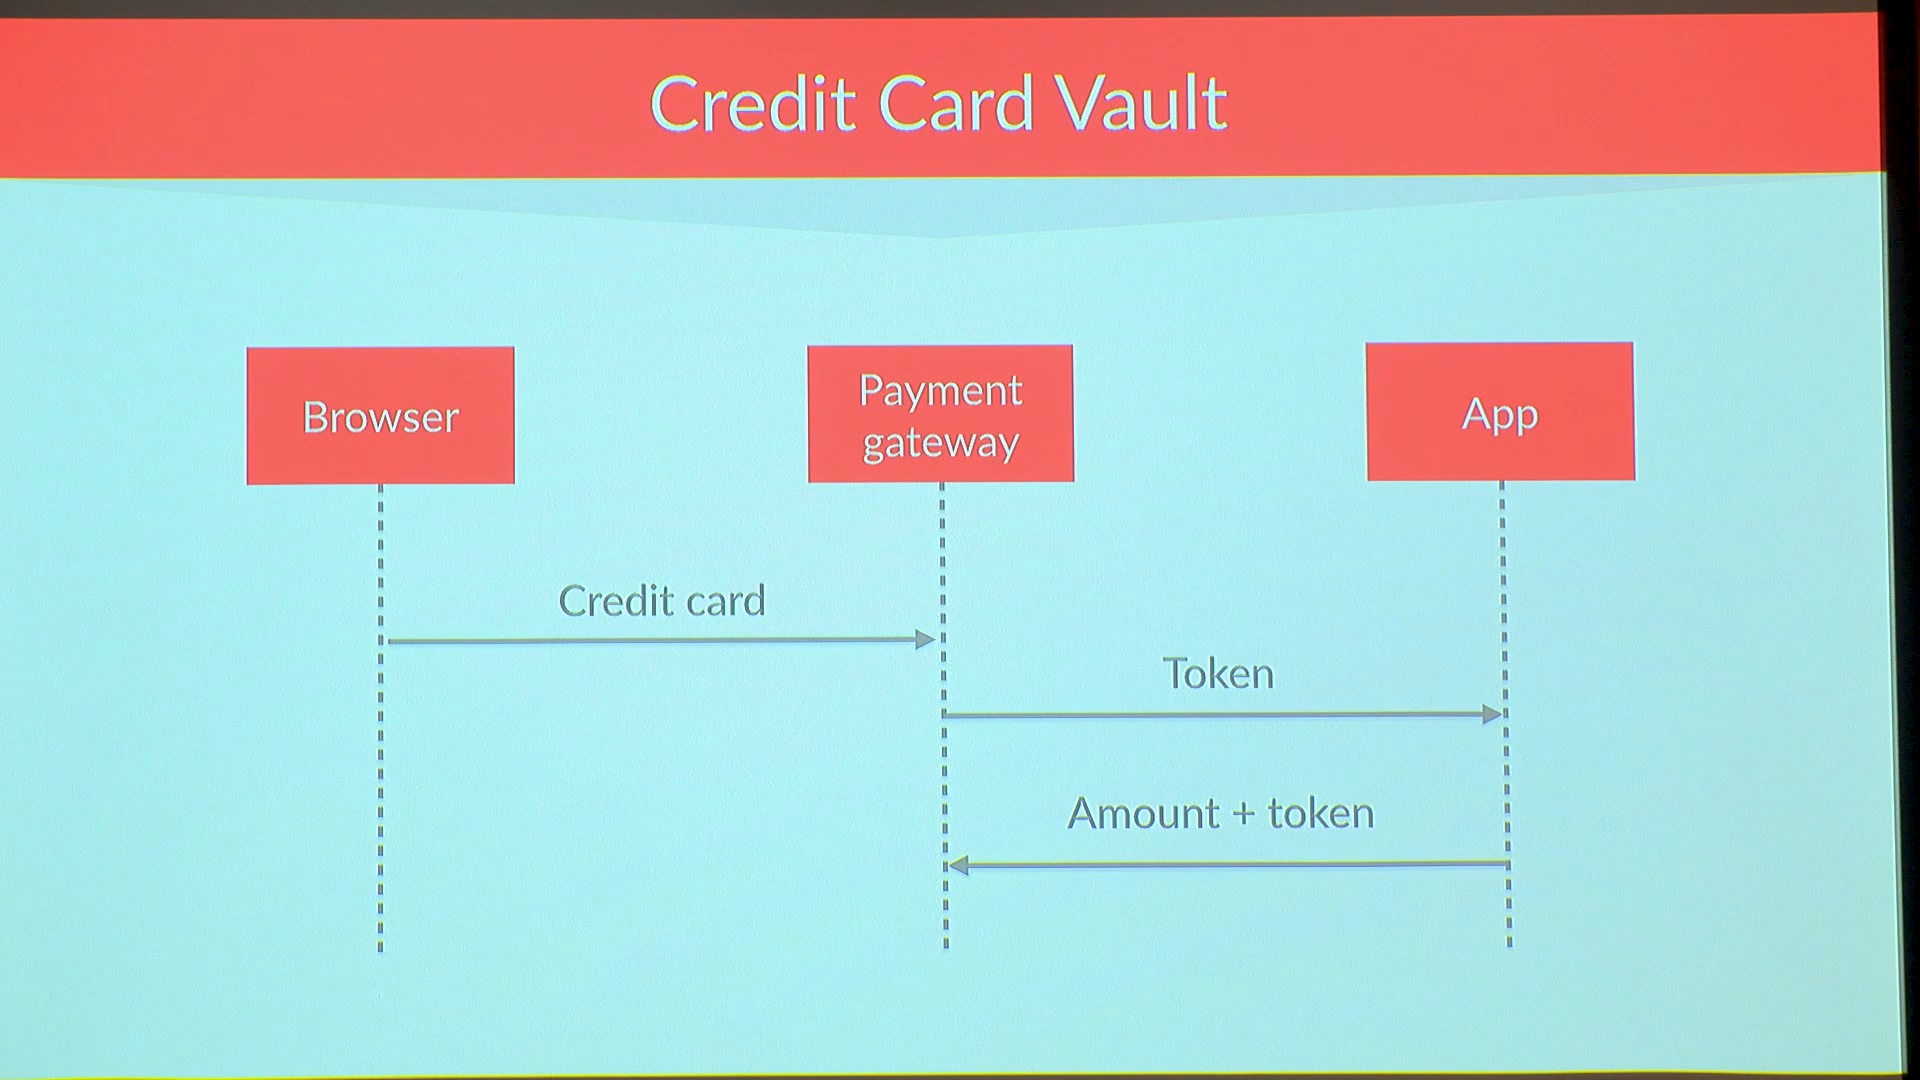 Credit Card Vault
Browser
Payment
gateway
App
Credit card
Token
Amount + token